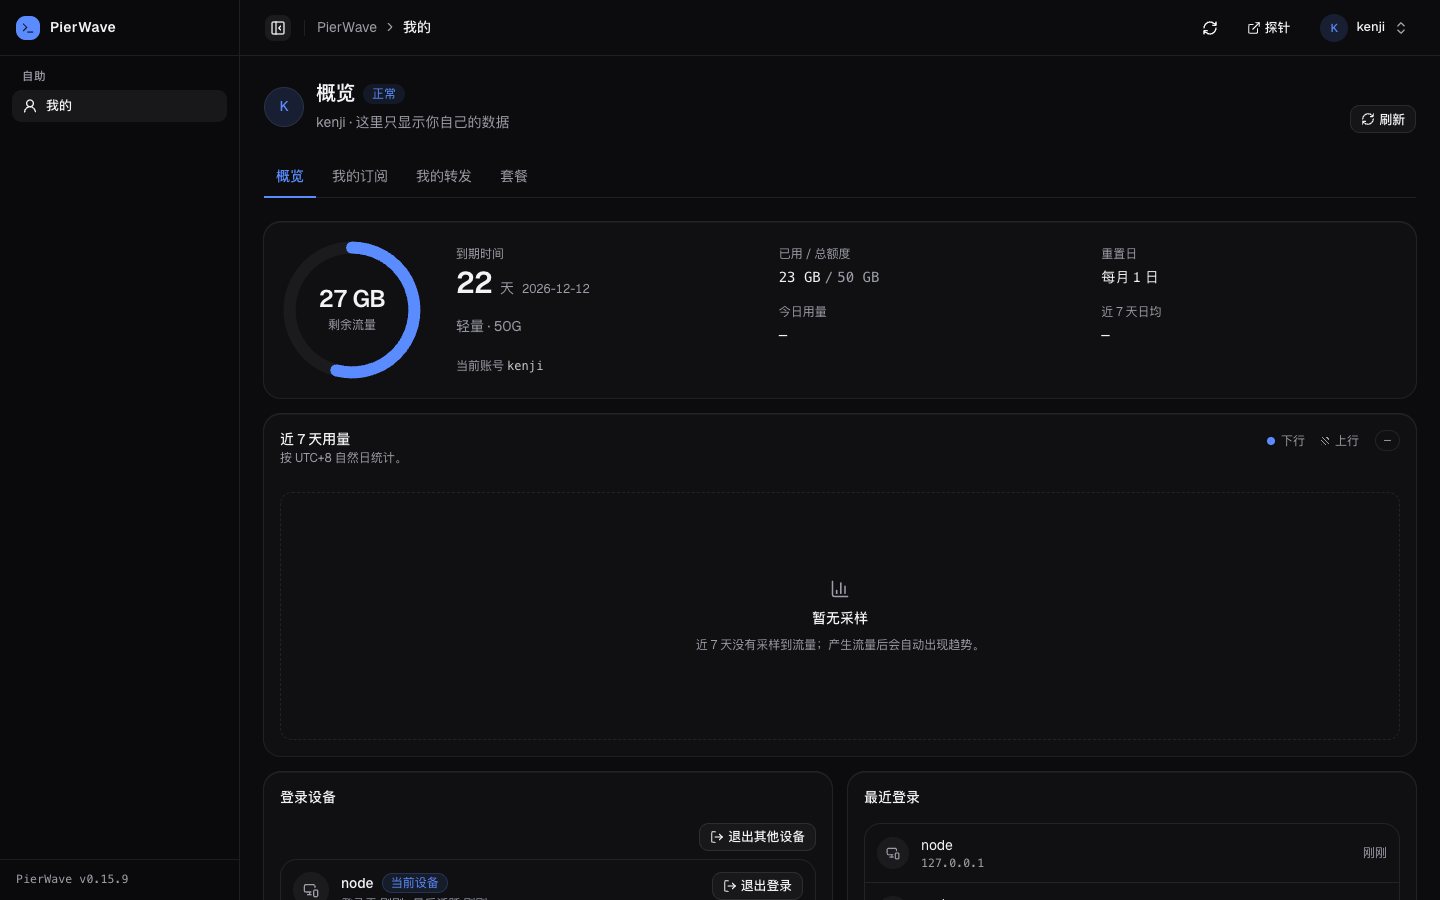 PierWave
PierWave > 我的
探针
K
kenji
自助
我的
K
概览
正常
kenji · 这里只显示你自己的数据
刷新
概览
我的订阅
我的转发
套餐
27 GB
剩余流量
到期时间
22 天 2026-12-12
轻量 · 50G
当前账号 kenji
已用 / 总额度
23 GB / 50 GB
今日用量
–
重置日
每月 1 日
近 7 天日均
–
近 7 天用量
按 UTC+8 自然日统计。
下行
上行
–
暂无采样
近 7 天没有采样到流量；产生流量后会自动出现趋势。
登录设备
退出其他设备
node
当前设备
退出登录
最近登录
node
127.0.0.1
刚刚
PierWave v0.15.9